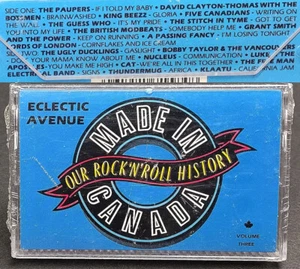 SIDE ONE: THE PAUPERS-IF I TOLD MY BABY • DAVID CLAYTON-THOMAS WITH THE
BOSSMEN - BRAINWASHED • KING BEEZZ - GLORIA • FIVE CANADIANS - WRITING ON
THE WALL • THE GUESS WHO - IT'S MY PRIDE • THE STITCH IN TYME - GOT TO GET
YOU INTO MY LIFE • THE BRITISH MODBEATS - SOMEBODY HELP ME • GRANT SMITH
AND THE POWER - KEEP ON RUNNING • A PASSING FANCY - I'M LOSING TONIGHT
LORDS OF LONDON - CORNFLAKES AND ICE CREAM
TWO: THE UGLY DUCKLINGS - GASLIGHT • BOBBY TAYLOR & THE VANCOUVERS
DOES YOUR MAMA KNOW ABOUT ME • NUCLEUS • COMMUNICATION - THE FIVE MAN
YOU MAKE ME HIGH • CAT - WE'RE ALL IN THIS TOGETHER • THE
ELECTRICAL BAND - SIGNS • THUNDERMUG - AFRICA • KLAATU - CALIFORNIA JAM
ECLECTIC
AVENUE
MADE IN
OUR ROCK'N'ROLL HISTORY
CANADA
VOLUME
THREE